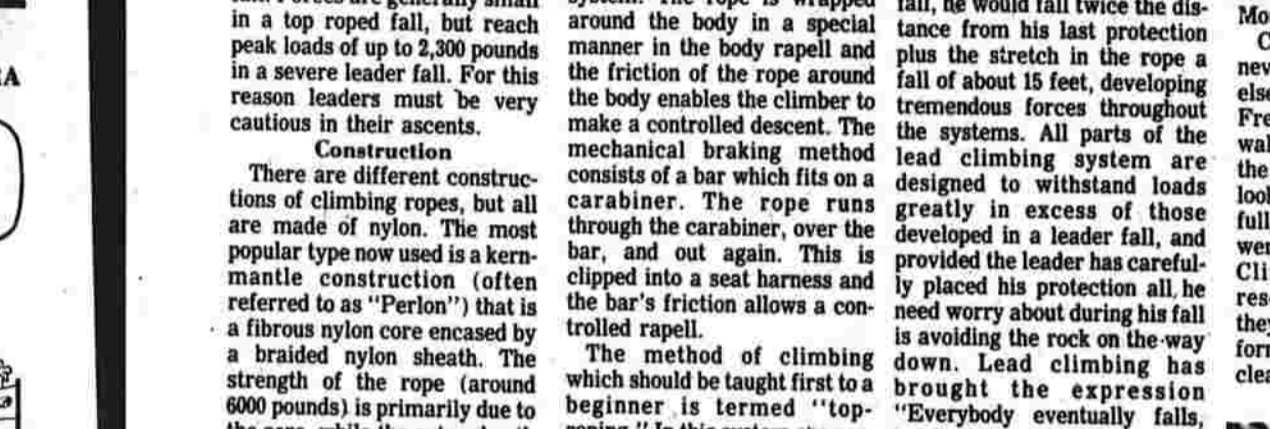 in a top roped fall, but reach
peak loads of up to 2,300 pounds
in a severe leader fall. For this
reason leaders must be very
cautious in their ascents.
Construction
There are different construc-
tions of climbing ropes, but all
are made of nylon. The most
popular type now used is a kern-
mantle construction (often
referred to as "Perlon") that is
a fibrous nylon core encased by
a braided nylon sheath. The
strength of the rope (around
6000 pounds) is primarily due to
around the body in a special
manner in the body rapell and
the friction of the rope around
the body enables the climber to
make a controlled descent. The
mechanical braking method
consists of a bar which fits on a
carabiner. The rope runs
through the carabiner, over the
bar, and out again. This is
clipped into a seat harness and
the bar's friction allows a con-
trolled rapell.
The method of climbing
which should be taught first to a
beginner is termed "top-
fall, he would fall twice the dis-
tance from his last protection
plus the stretch in the rope a
fall of about 15 feet, developing
tremendous forces throughout
the systems. All parts of the
lead climbing system are
designed to withstand loads
greatly in excess of those
developed in a leader fall, and
provided the leader has careful-
ly placed his protection all he
need worry about during his fall
is avoiding the rock on the way
down. Lead climbing has
brought the expression
"Everybody eventually falls,